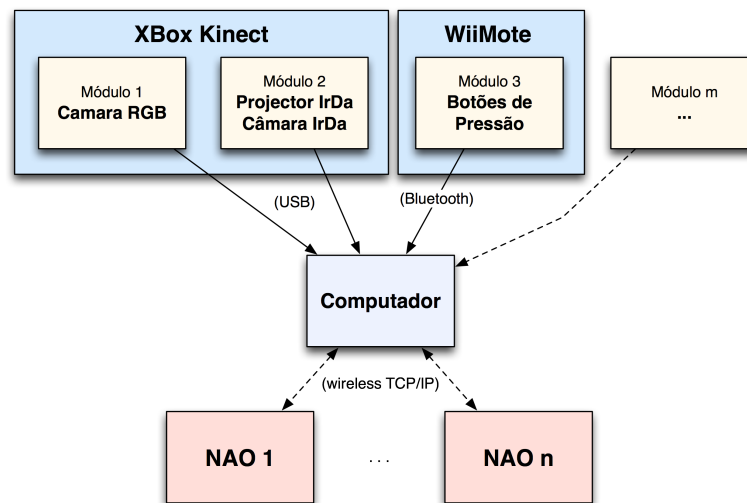 XBox Kinect
WiiMote
Módulo 1
Camara RGB
Módulo 2
Projector IrDa
Câmara IrDa
Módulo 3
Botões de
Pressão
Módulo m
...
(USB)
(Bluetooth)
Computador
(wireless TCP/IP)
NAO 1
. . .
NAO n